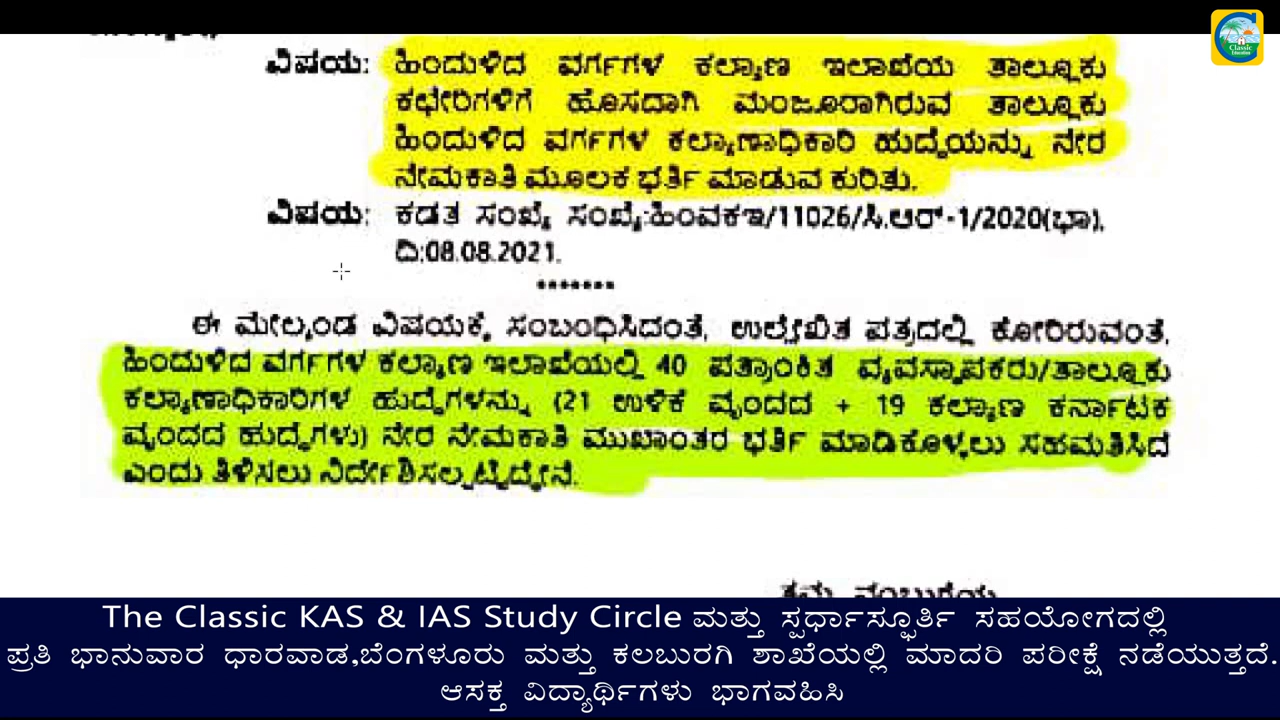 ವಿಷಯ: ಹಿಂದುಳಿದ ವರ್ಗಗಳ ಕಲ್ಯಾಣ ಇಲಾಖೆಯ ತಾಲ್ಲೂಕು
ಕಛೇರಿಗಳಿಗೆ ಹೊಸದಾಗಿ ಮಂಜೂರಾಗಿರುವ ತಾಲ್ಲೂಕು
ಹಿಂದುಳಿದ ವರ್ಗಗಳ ಕಲ್ಯಾಣಾಧಿಕಾರಿ ಹುದ್ದೆಯನ್ನು ನೇರ
ನೇಮಕಾತಿ ಮೂಲಕ ಭರ್ತಿ ಮಾಡುವ ಕುರಿತು.
ವಿಷಯ: ಕಡತ ಸಂಖ್ಯೆ ಸಂಖ್ಯೆ:ಹಿಂವಕಇ/11026/ಸಿ.ಆರ್-1/2020(ಭಾ),
ದಿ:08.08.2021.
•••••••
ಈ ಮೇಲ್ಕಂಡ ವಿಷಯಕ್ಕೆ ಸಂಬಂಧಿಸಿದಂತೆ, ಉಲ್ಲೇಖಿತ ಪತ್ರದಲ್ಲಿ ಕೋರಿರುವಂತೆ,
ಹಿಂದುಳಿದ ವರ್ಗಗಳ ಕಲ್ಯಾಣ ಇಲಾಖೆಯಲ್ಲಿ 40 ಪತ್ರಾಂಕಿತ ವ್ಯವಸ್ಥಾಪಕರು/ತಾಲ್ಲೂಕು
ಕಲ್ಯಾಣಾಧಿಕಾರಿಗಳ ಹುದ್ದೆಗಳನ್ನು (21 ಉಳಿಕೆ ವೃಂದದ + 19 ಕಲ್ಯಾಣ ಕರ್ನಾಟಕ
ವೃಂದದ ಹುದ್ದೆಗಳು) ನೇರ ನೇಮಕಾತಿ ಮುಖಾಂತರ ಭರ್ತಿ ಮಾಡಿಕೊಳ್ಳಲು ಸಹಮತಿಸಿದೆ
ಎಂದು ತಿಳಿಸಲು ನಿರ್ದೇಶಿಸಲ್ಪಟ್ಟಿದ್ದೇನೆ.
Classic
Education
The Classic KAS & IAS Study Circle ಮತ್ತು ಸ್ಪರ್ಧಾಸ್ಫೂರ್ತಿ ಸಹಯೋಗದಲ್ಲಿ
ಪ್ರತಿ ಭಾನುವಾರ ಧಾರವಾಡ,ಬೆಂಗಳೂರು ಮತ್ತು ಕಲಬುರಗಿ ಶಾಖೆಯಲ್ಲಿ ಮಾದರಿ ಪರೀಕ್ಷೆ ನಡೆಯುತ್ತದೆ.
ಆಸಕ್ತ ವಿದ್ಯಾರ್ಥಿಗಳು ಭಾಗವಹಿಸಿ